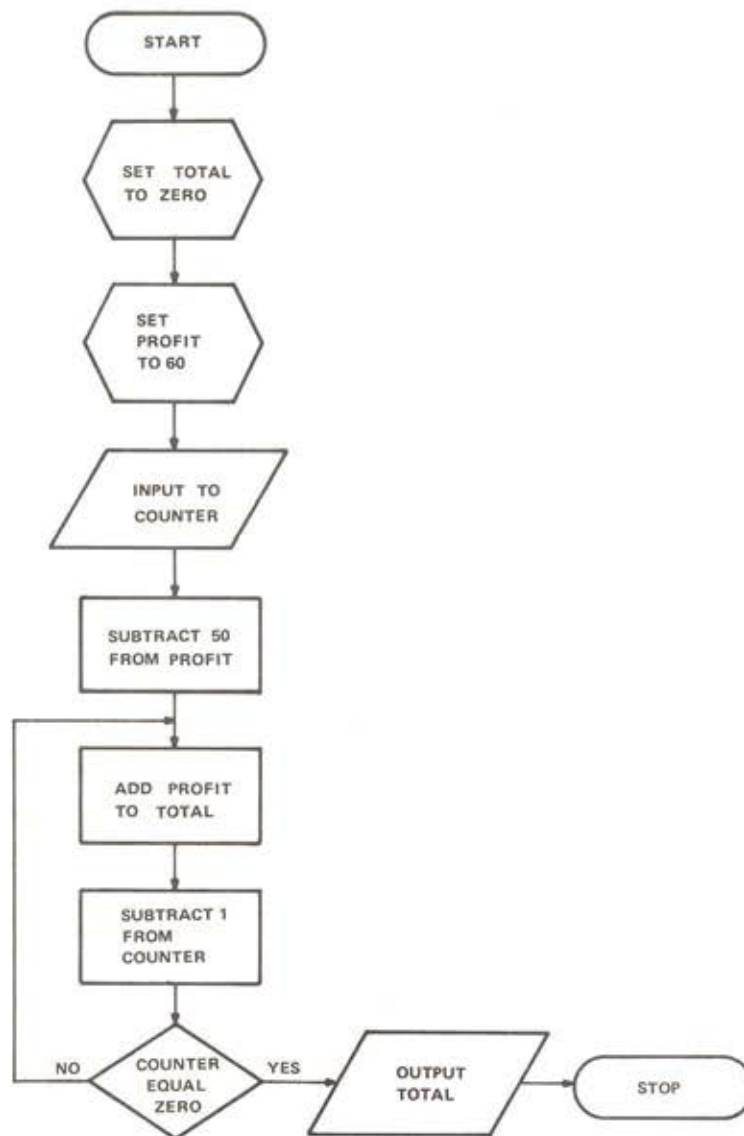 START
SET TOTAL
TO ZERO
SET
PROFIT
TO 60
INPUT TO
COUNTER
SUBTRACT 50
FROM PROFIT
ADD PROFIT
TO TOTAL
SUBTRACT 1
FROM
COUNTER
NO
COUNTER
EQUAL
ZERO
YES
OUTPUT
TOTAL
STOP